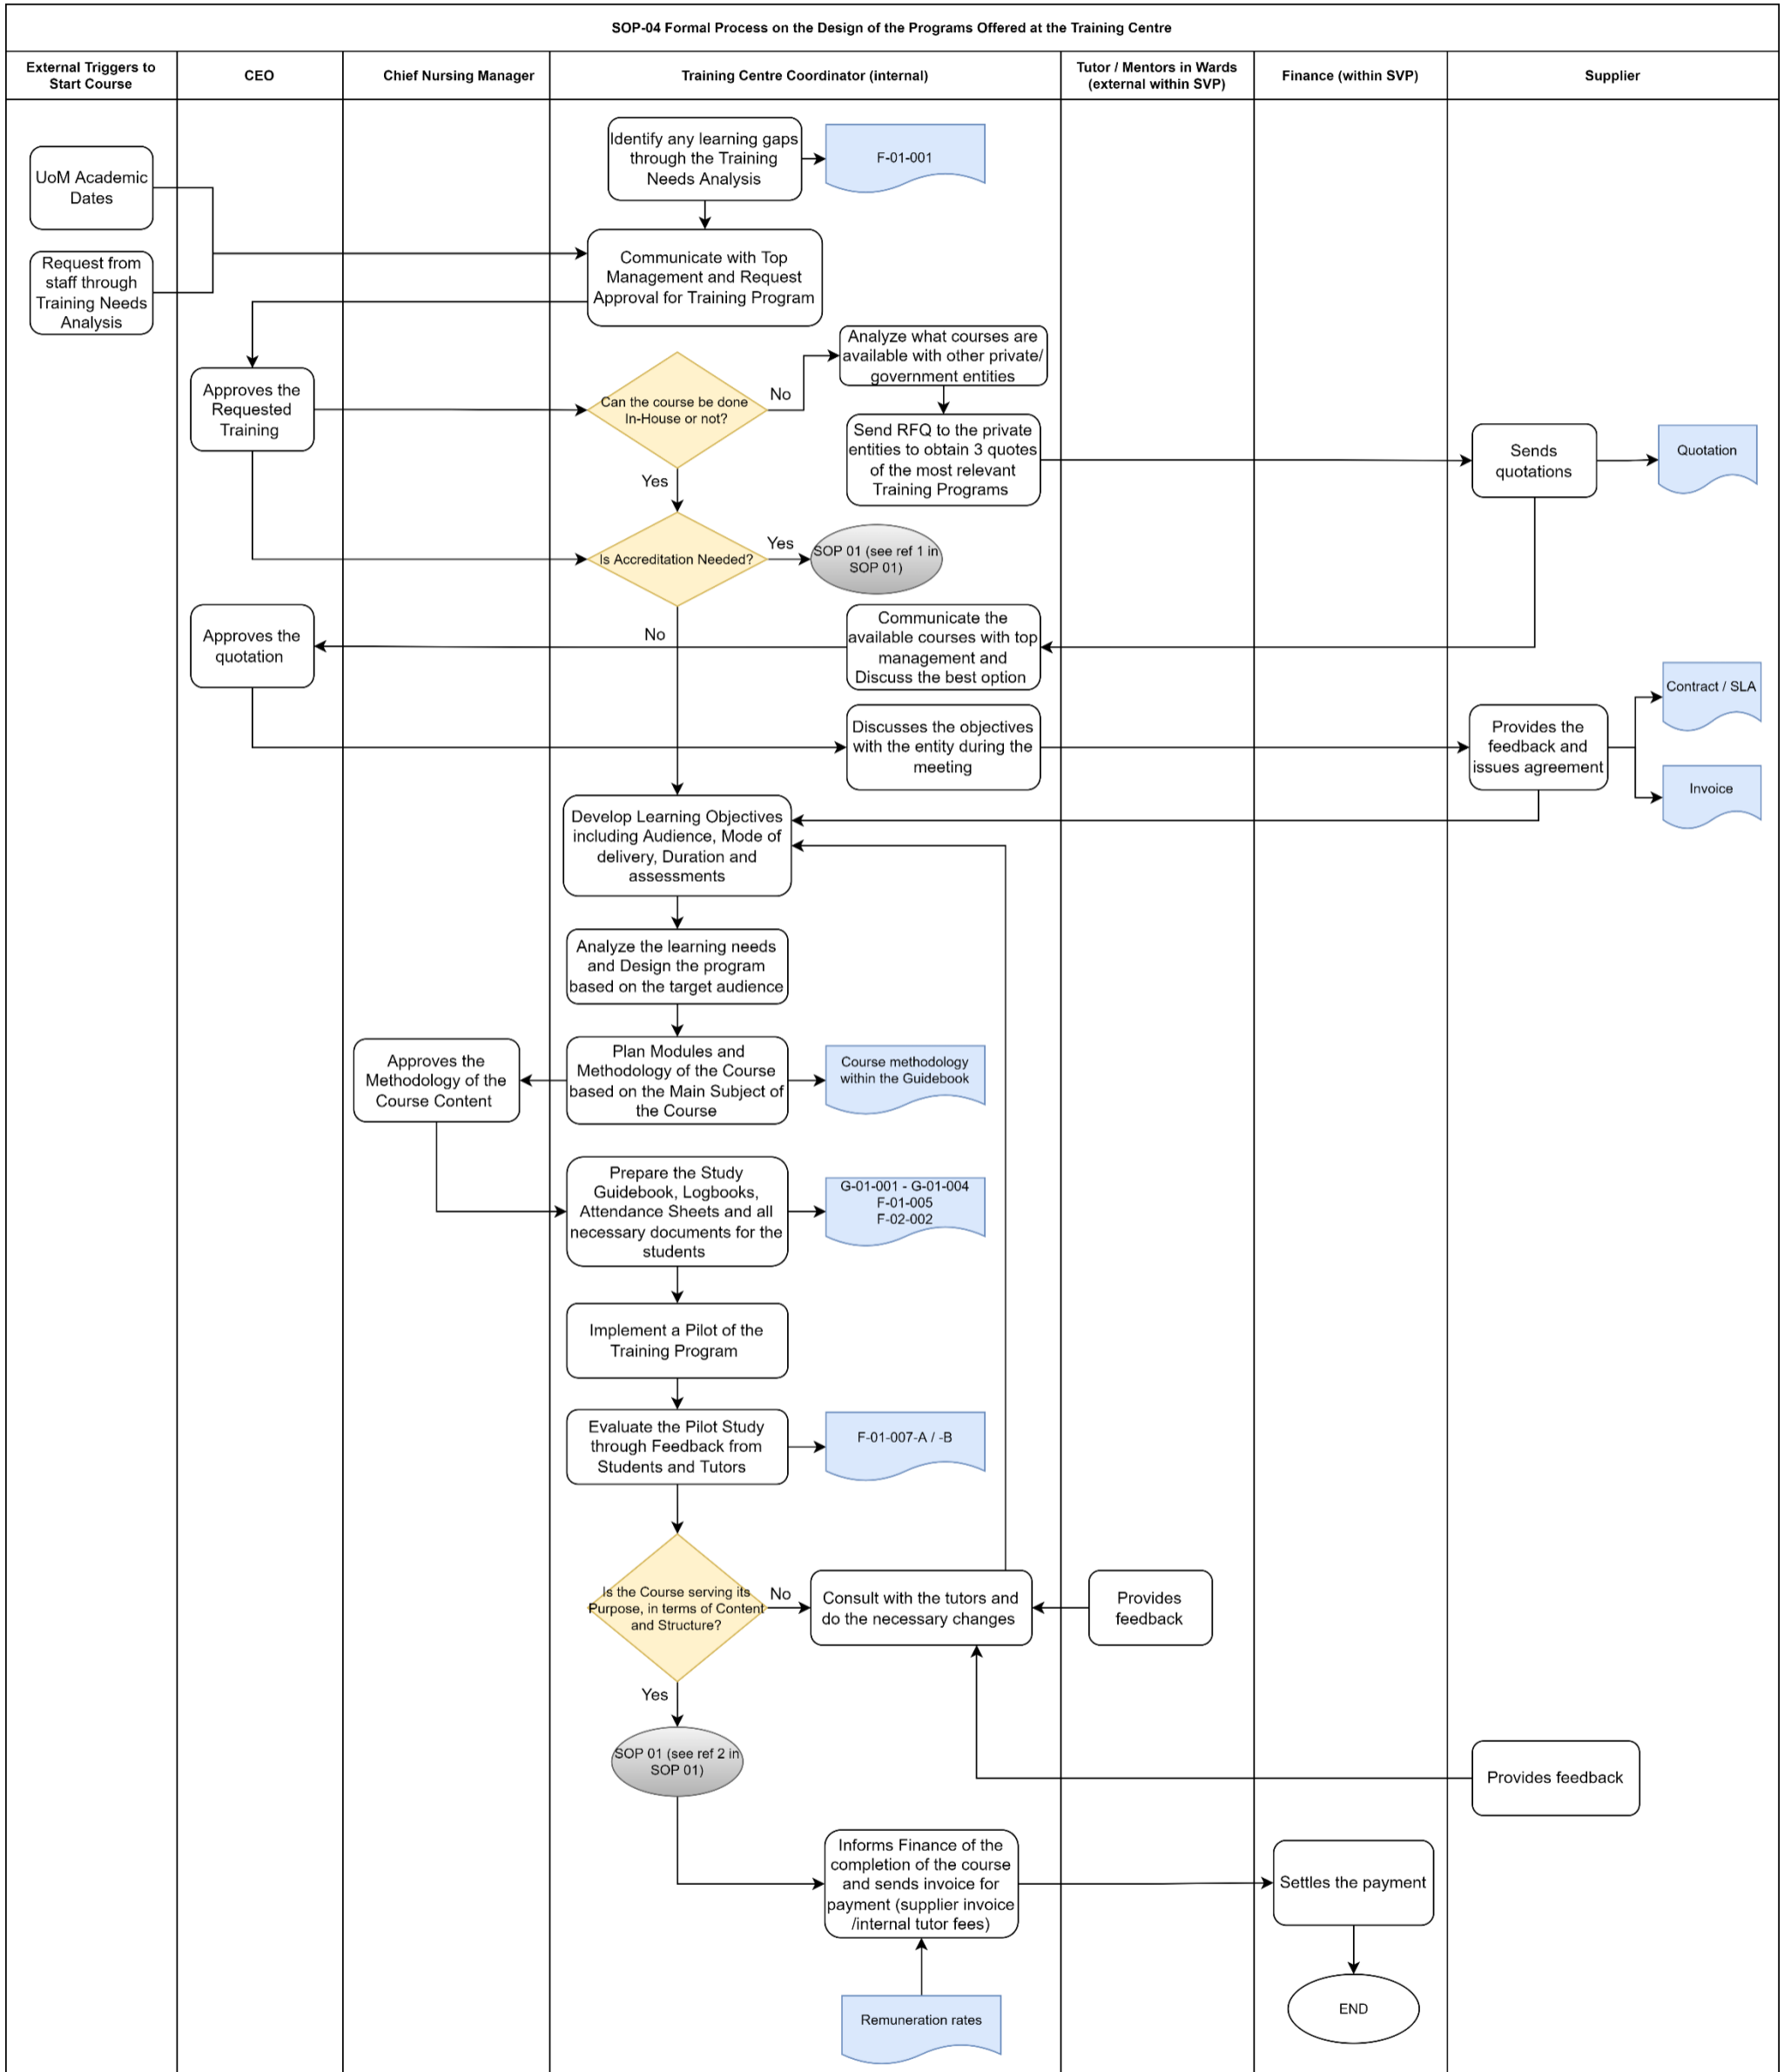 SOP-04 Formal Process on the Design of the Programs Offered at the Training Centre
External Triggers to
Start Course
CEO
Chief Nursing Manager
Training Centre Coordinator (internal)
Tutor / Mentors in Wards
(external within SVP)
Finance (within SVP)
Supplier
Identify any learning gaps
through the Training
Needs Analysis
F-01-001
UoM Academic
Dates
Request from
staff through
Training Needs
Analysis
Communicate with Top
Management and Request
Approval for Training Program
Analyze what courses are
available with other private/
government entities
Approves the
Requested
Training
Can the course be done
In-House or not?
No
Yes
Send RFQ to the private
entities to obtain 3 quotes
of the most relevant
Training Programs
Sends
quotations
Quotation
Is Accreditation Needed?
Yes
SOP 01 (see ref 1 in
SOP 01)
No
Approves the
quotation
Communicate the
available courses with top
management and
Discuss the best option
Discusses the objectives
with the entity during the
meeting
Provides the
feedback and
issues agreement
Contract / SLA
Invoice
Develop Learning Objectives
including Audience, Mode of
delivery, Duration and
assessments
Analyze the learning needs
and Design the program
based on the target audience
Approves the
Methodology of the
Course Content
Plan Modules and
Methodology of the Course
based on the Main Subject of
the Course
Course methodology
within the Guidebook
Prepare the Study
Guidebook, Logbooks,
Attendance Sheets and all
necessary documents for the
students
G-01-001 - G-01-004
F-01-005
F-02-002
Implement a Pilot of the
Training Program
Evaluate the Pilot Study
through Feedback from
Students and Tutors
F-01-007-A / -B
Is the Course serving its
Purpose, in terms of Content
and Structure?
No
Yes
Consult with the tutors and
do the necessary changes
Provides
feedback
SOP 01 (see ref 2 in
SOP 01)
Provides feedback
Informs Finance of the
completion of the course
and sends invoice for
payment (supplier invoice
/internal tutor fees)
Settles the payment
Remuneration rates
END